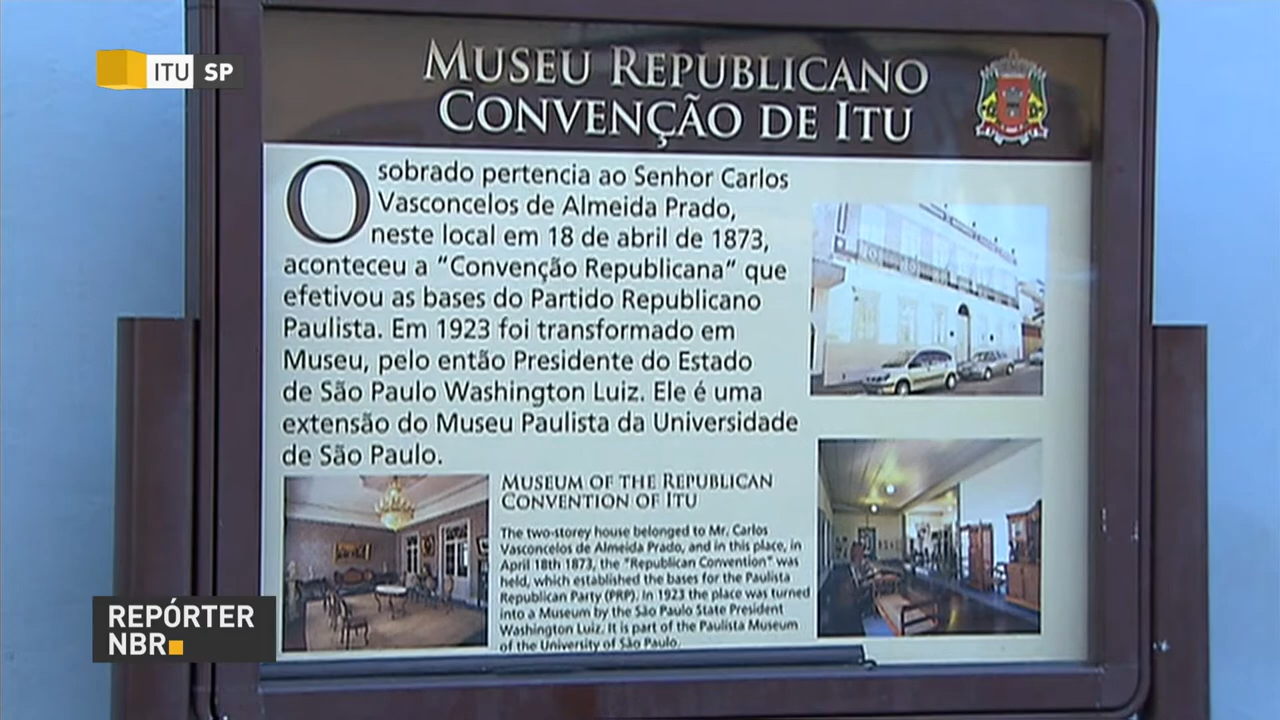 ITU SP
MUSEU REPUBLICANO
CONVENÇÃO DE ITU
O sobrado pertencia ao Senhor Carlos
Vasconcelos de Almeida Prado,
neste local em 18 de abril de 1873,
aconteceu a “Convenção Republicana” que
efetivou as bases do Partido Republicano
Paulista. Em 1923 foi transformado em
Museu, pelo então Presidente do Estado
de São Paulo Washington Luiz. Ele é uma
extensão do Museu Paulista da Universidade
de São Paulo.
MUSEUM OF THE REPUBLICAN
CONVENTION OF ITU
The two-storey house belonged to Mr. Carlos
Vasconcelos de Almeida Prado, and in this place, in
April 18th 1873, the “Republican Convention” was
held, which established the bases for the Paulista
Republican Party (PRP). In 1923 the place was turned
into a Museum by the São Paulo State President
Washington Luiz. It is part of the Paulista Museum
of the University of São Paulo.
REPÓRTER
NBR